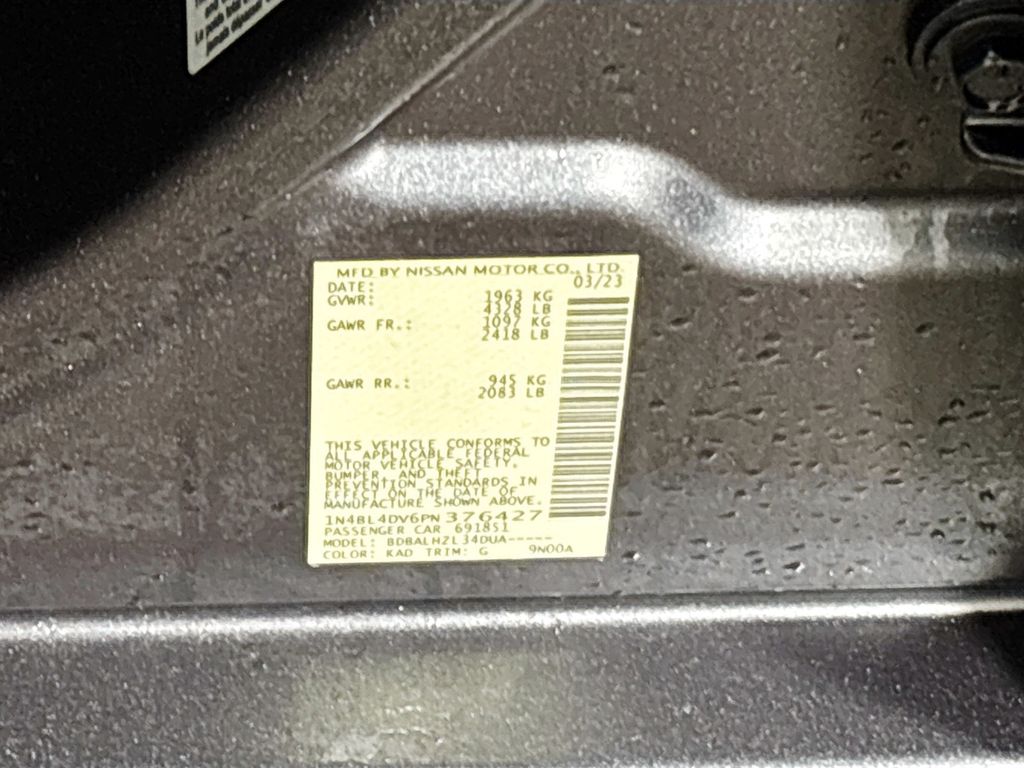 MFD BY NISSAN MOTOR CO., LTD.
DATE: 03/23
GVWR: 1963 KG
4328 LB
GAWR FR.: 1097 KG
2418 LB
GAWR RR.: 945 KG
2083 LB
THIS VEHICLE CONFORMS TO
ALL APPLICABLE FEDERAL
MOTOR VEHICLE SAFETY,
BUMPER, AND THEFT
PREVENTION STANDARDS IN
EFFECT ON THE DATE OF
MANUFACTURE SHOWN ABOVE.
1N4BL4DV6PN 376427
PASSENGER CAR 691851
MODEL: BDBALHZL34DUA-----
COLOR: KAD TRIM: G 9N00A